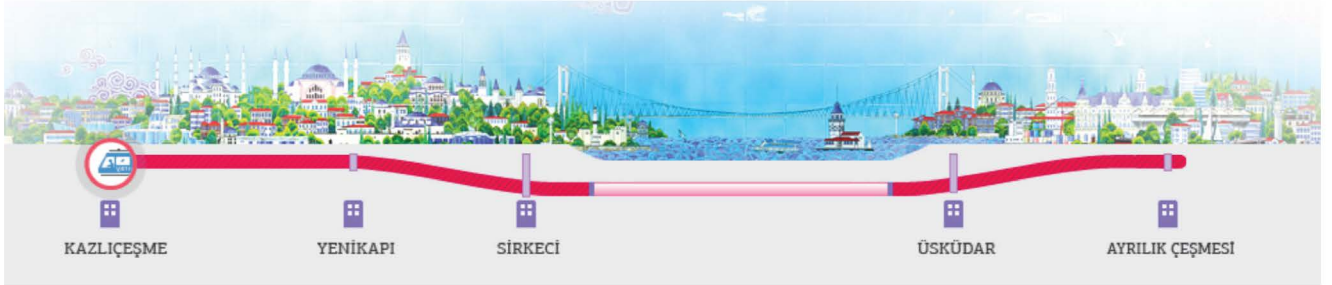 KAZLIÇEŞME
YENİKAPI
SİRKECİ
ÜSKÜDAR
AYRILIK ÇEŞMESİ